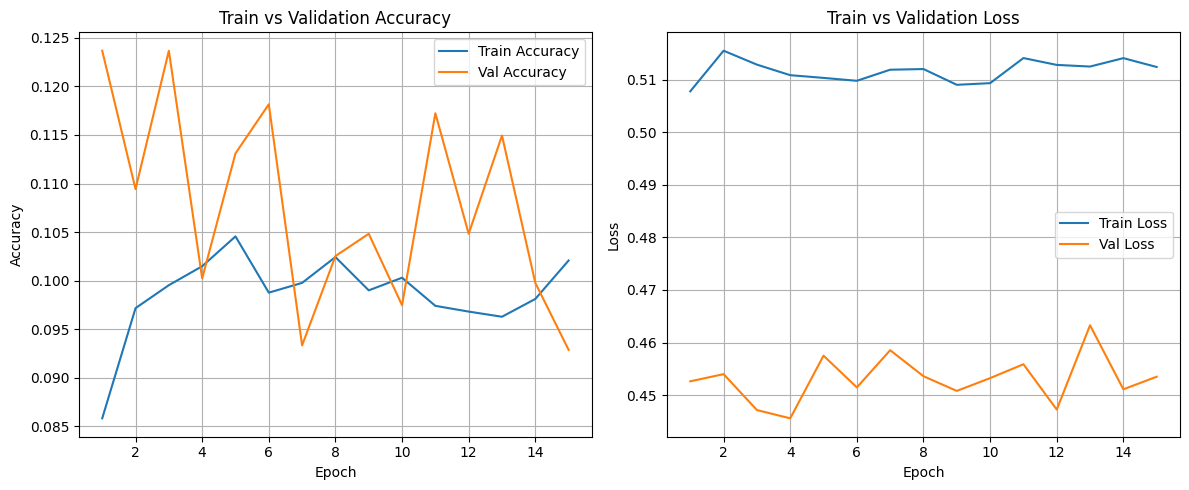 Train vs Validation Accuracy
0.125
0.120
0.115
0.110
0.105
0.100
0.095
0.090
0.085
Accuracy
2 4 6 8 10 12 14
Epoch
Train Accuracy
Val Accuracy
Train vs Validation Loss
0.51
0.50
0.49
0.48
0.47
0.46
0.45
Loss
2 4 6 8 10 12 14
Epoch
Train Loss
Val Loss